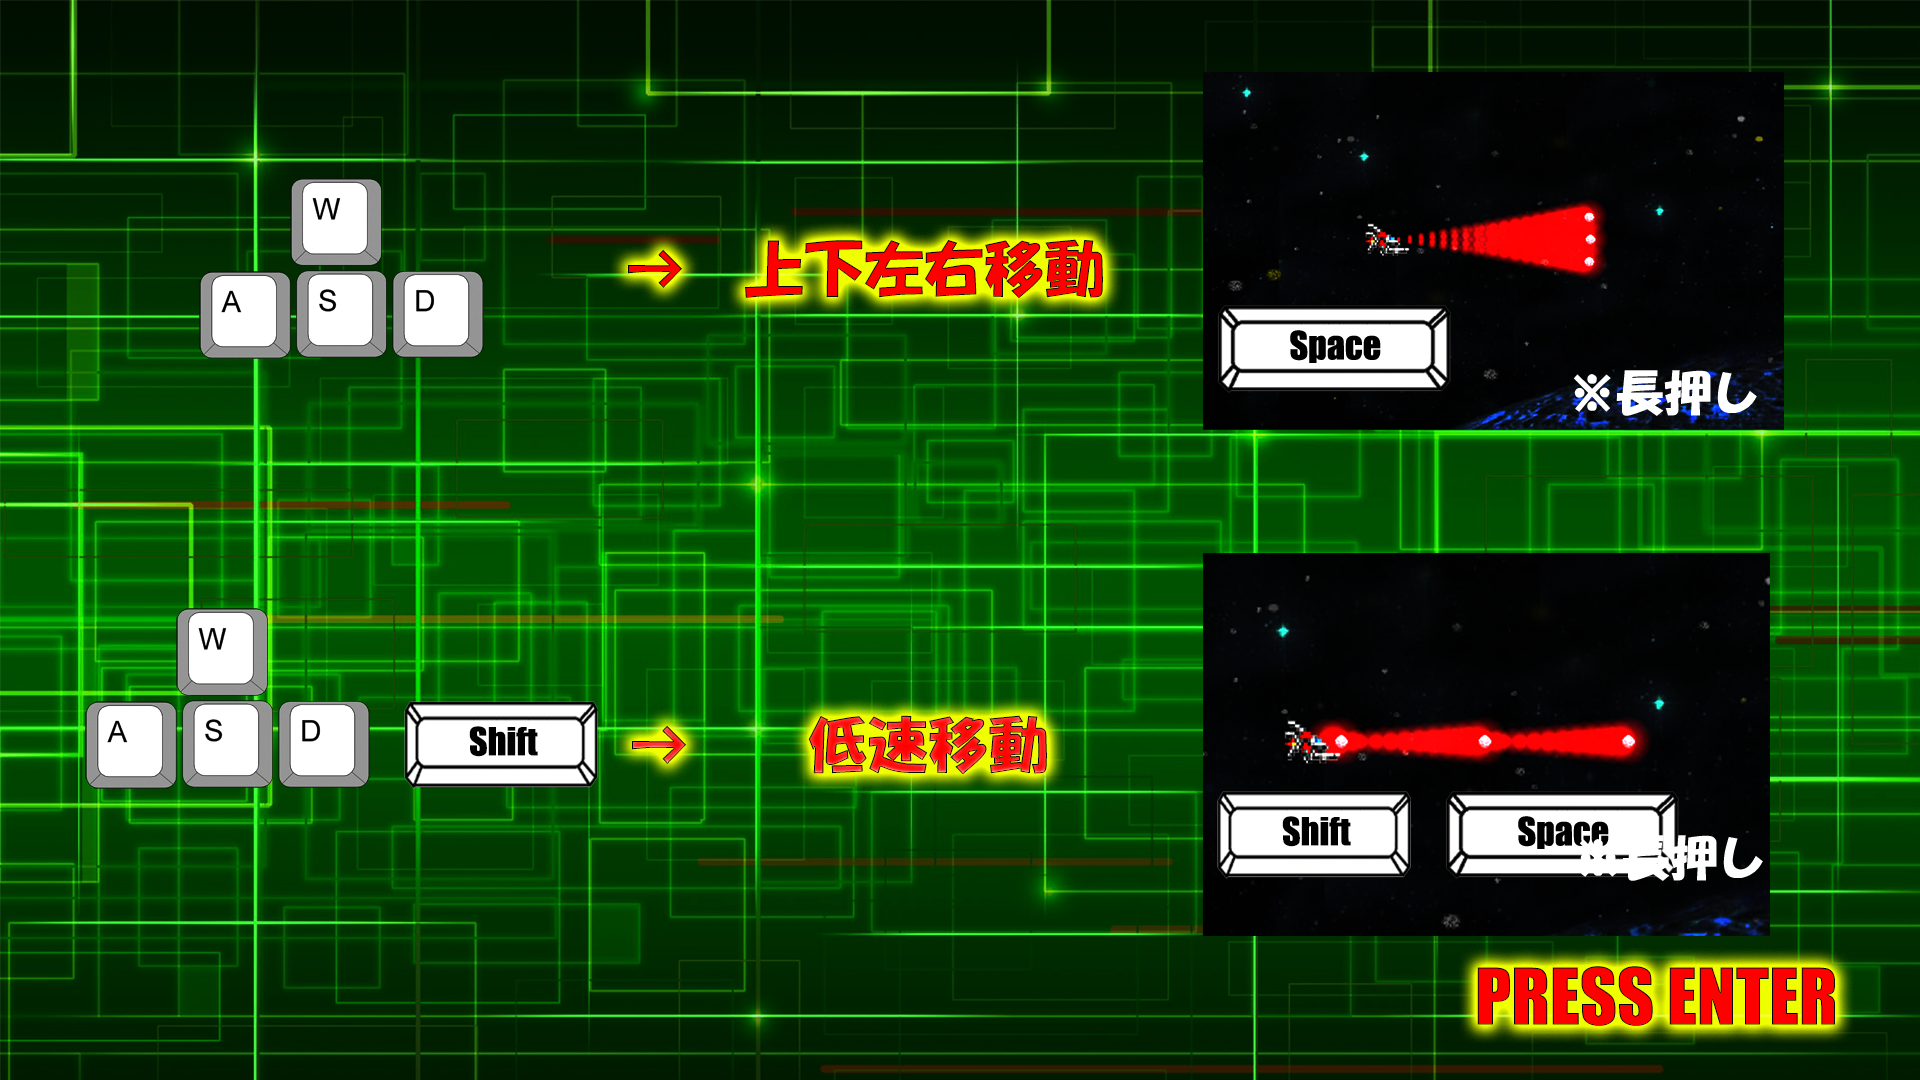 W
A S D
→ 上下左右移動
Space
※長押し
W
A S D Shift → 低速移動
Shift Space
※長押し
PRESS ENTER